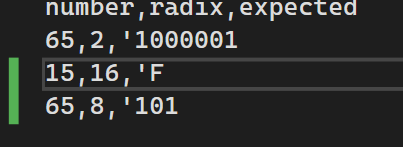 number,radix,expected
65,2,'1000001
15,16,'F
65,8,'101